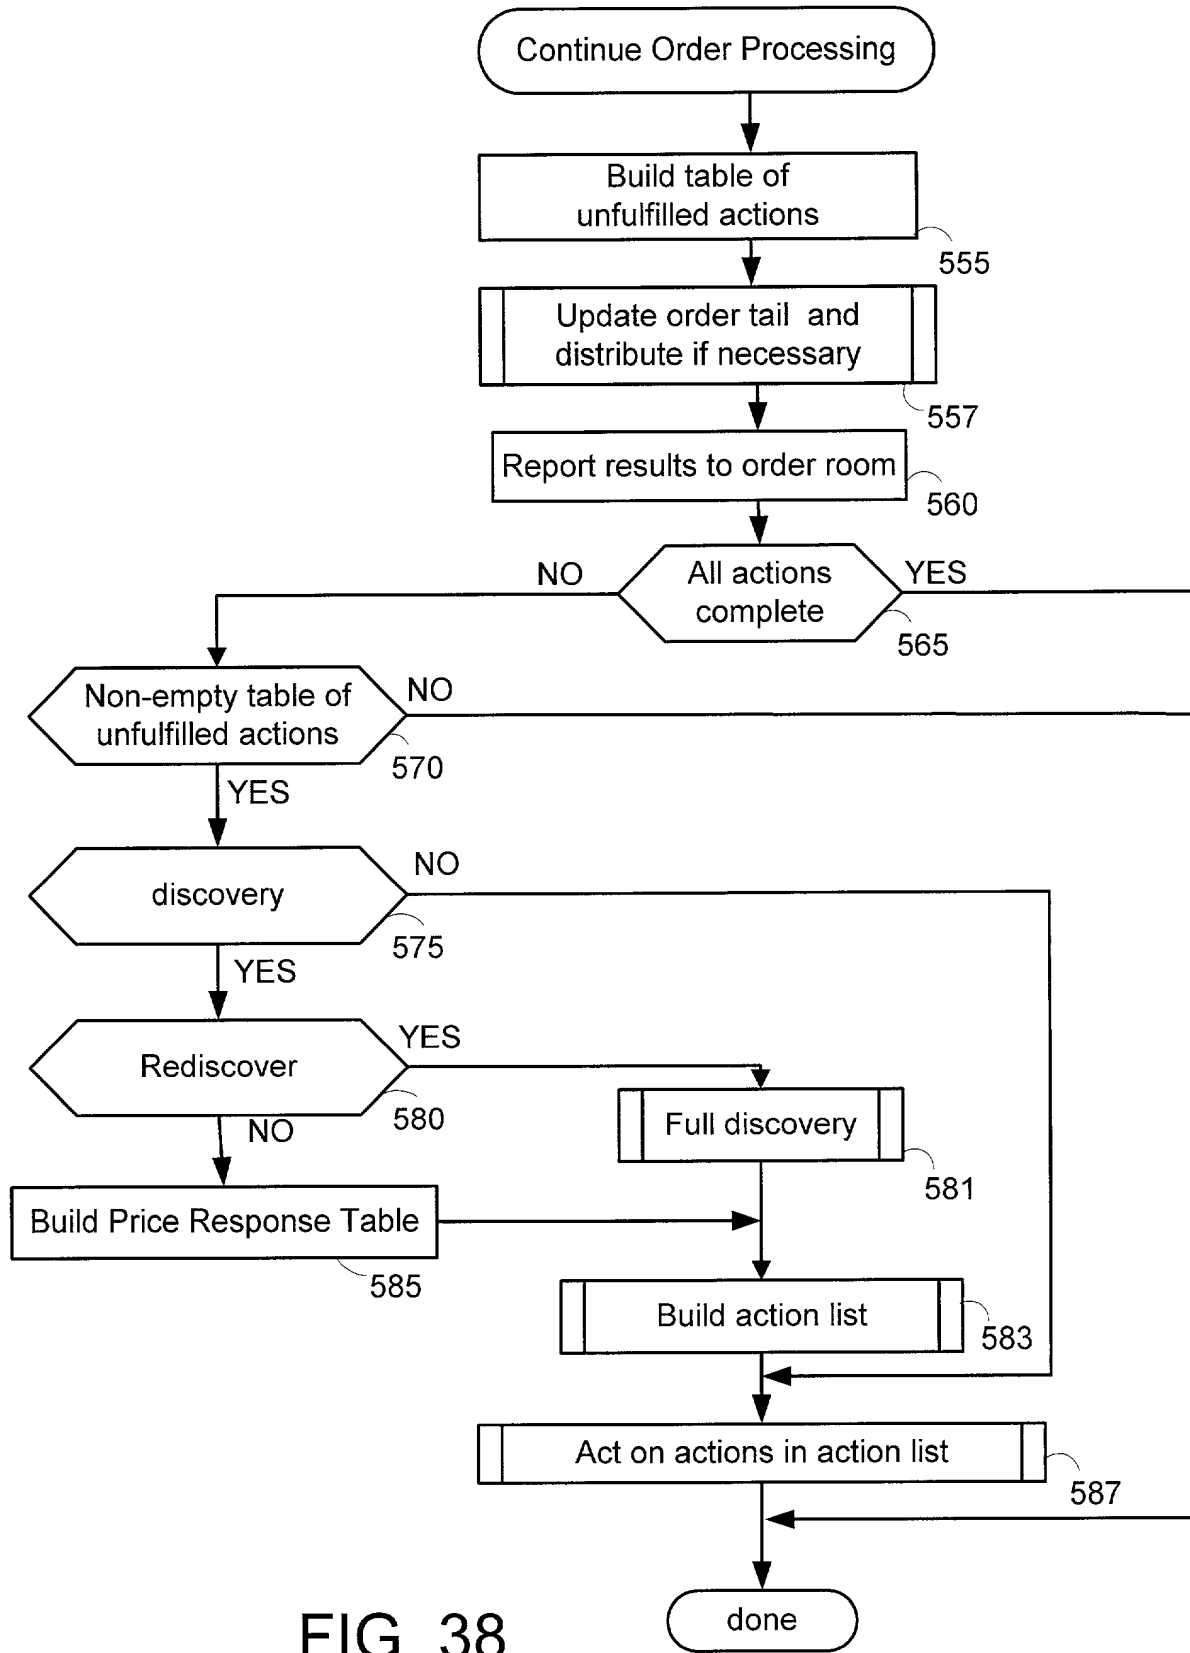 Continue Order Processing
Build table of
unfulfilled actions
555
Update order tail and
distribute if necessary
557
Report results to order room
560
NO
All actions
complete
YES
565
Non-empty table of
unfulfilled actions
NO
570
YES
discovery
NO
575
YES
Rediscover
YES
580
NO
Full discovery
581
Build Price Response Table
585
Build action list
583
Act on actions in action list
587
done
FIG. 38